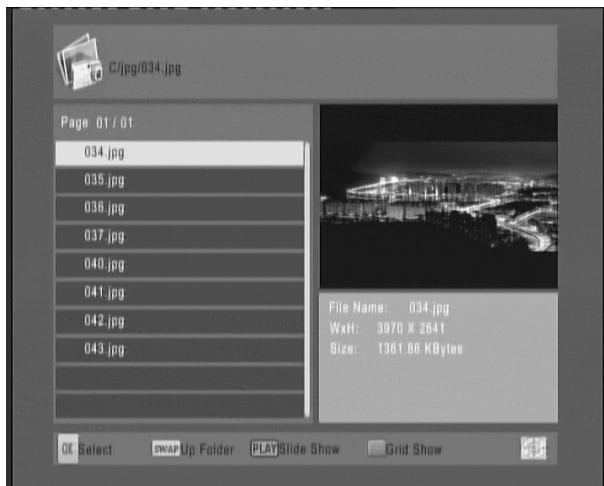 C/jpg/034.jpg
Page 01 / 01
034.jpg
035.jpg
036.jpg
037.jpg
040.jpg
041.jpg
042.jpg
043.jpg
File Name: 034.jpg
WxH: 3970 X 2641
Size: 1361.86 KBytes
OK Select SWAP Up Folder PLAY Slide Show Grid Show